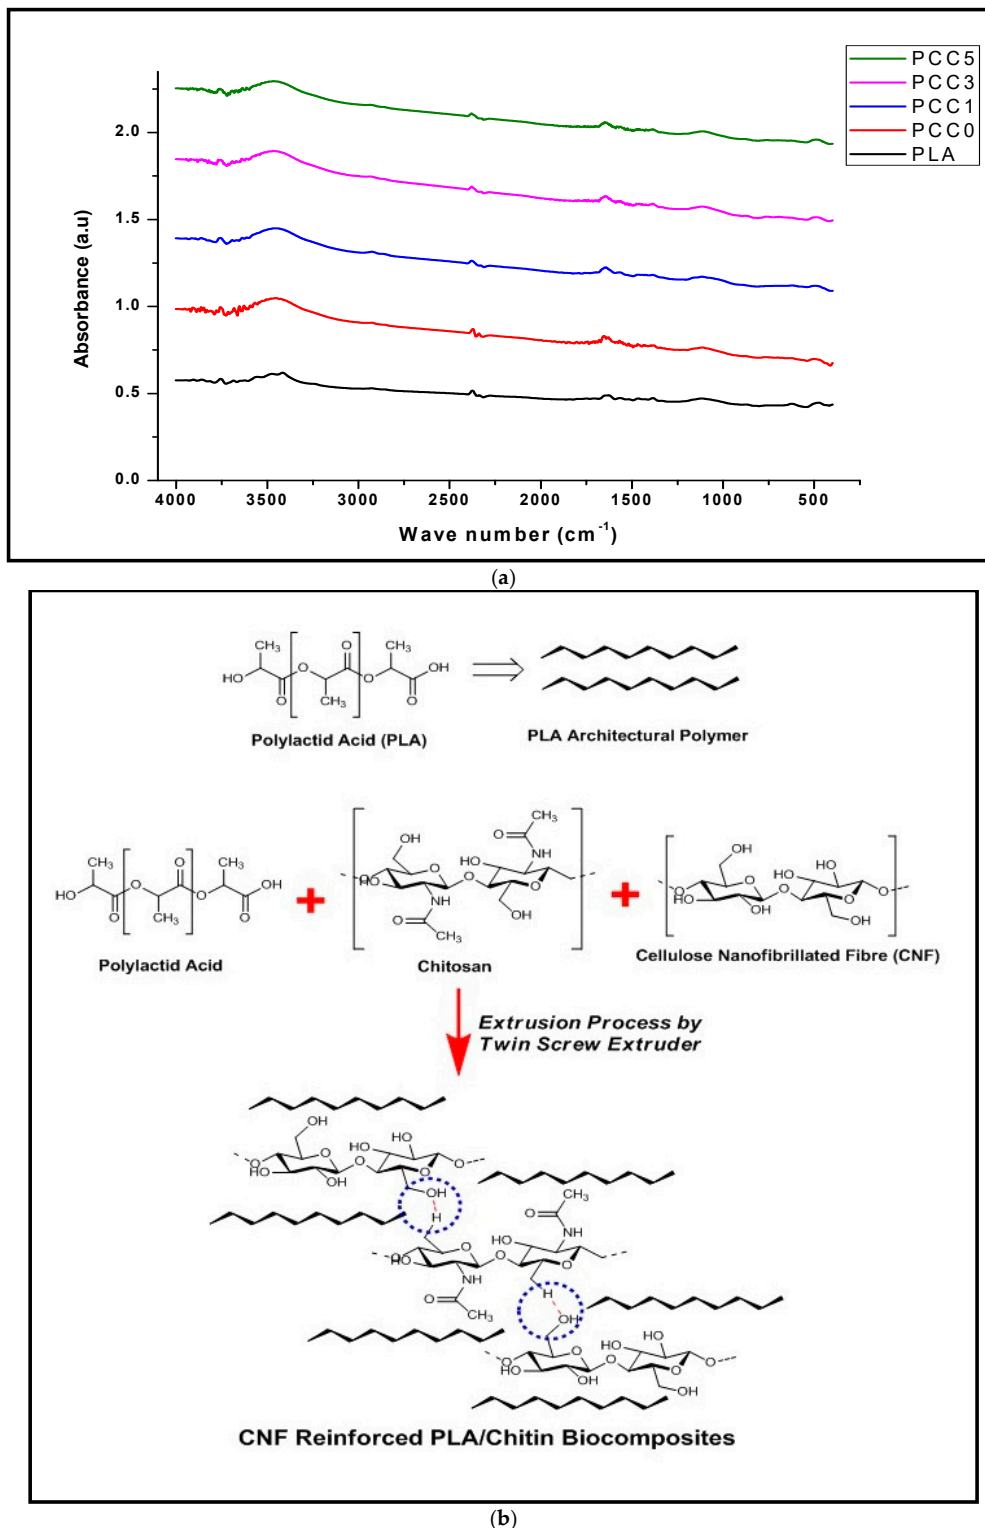 PCC5
PCC3
PCC1
PCC0
PLA
2.0
1.5
1.0
0.5
0.0
Absorbance (a.u)
4000 3500 3000 2500 2000 1500 1000 500
Wave number (cm-1)
(a)
CH3 O CH3
HO O O OH
O CH3 O
Polylactid Acid (PLA)
PLA Architectural Polymer
CH3 O CH3
HO O O OH
O CH3 O
Polylactid Acid
+
CH3
O
NH
OH
HO
O
O
O
HO
NH
OH
O
CH3
Chitosan
+
OH
HO
OH
O
O
O
HO
OH
O
O
OH
Cellulose Nanofibrillated Fibre (CNF)
Extrusion Process by
Twin Screw Extruder
OH
HO
OH
O
O
O
HO
OH
O
O
OH
H
CH3
O
NH
HO
O
O
O
HO
NH
O
CH3
H
OH
HO
OH
O
O
O
HO
OH
O
O
OH
CNF Reinforced PLA/Chitin Biocomposites
(b)